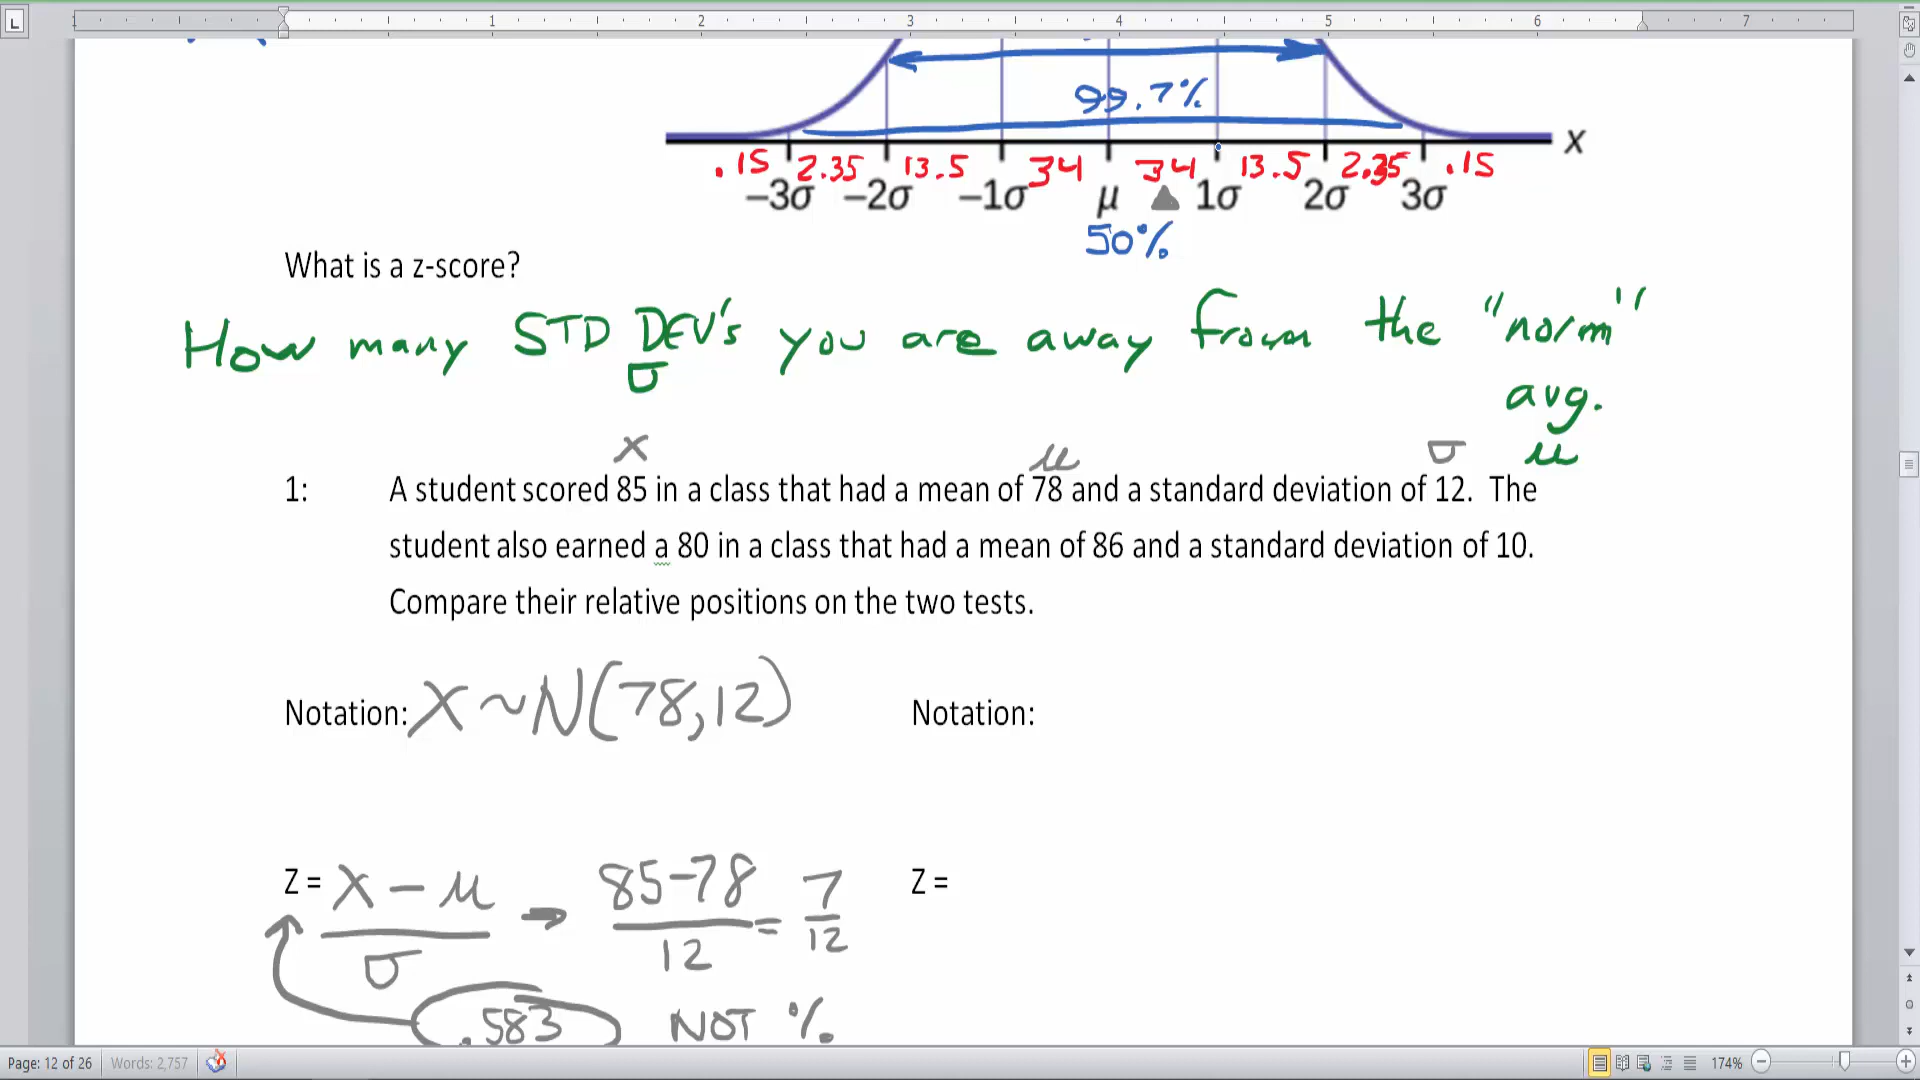 L
1 1 2 3 4 5 6 7
99.7%
x
.15 2.35 13.5 34 34 13.5 2.35 .15
−3σ −2σ −1σ μ 1σ 2σ 3σ
50%
What is a z-score?
How many STD DEV's you are away from the "norm"
σ
avg.
x μ σ μ
1: A student scored 85 in a class that had a mean of 78 and a standard deviation of 12. The
student also earned a 80 in a class that had a mean of 86 and a standard deviation of 10.
Compare their relative positions on the two tests.
Notation: X ~ N(78,12) Notation:
Z = X − μ / σ → 85-78 / 12 = 7/12 Z =
.583 NOT %
Page: 12 of 26 Words: 2,757 174%